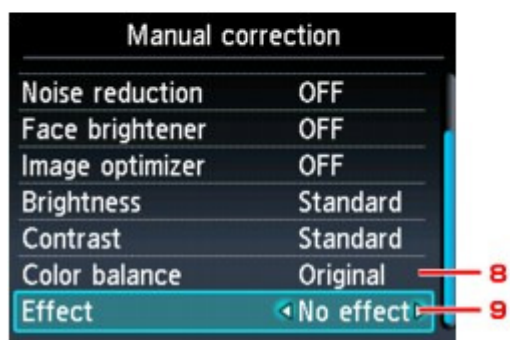 Manual correction
Noise reduction OFF
Face brightener OFF
Image optimizer OFF
Brightness Standard
Contrast Standard
Color balance Original 8
Effect No effect 9